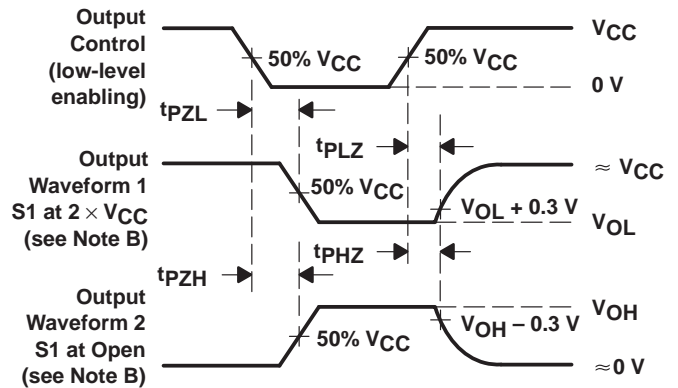 Output
Control
(low-level
enabling)
50% VCC
50% VCC
VCC
0 V
tPZL
tPLZ
Output
Waveform 1
S1 at 2 × VCC
(see Note B)
50% VCC
≈ VCC
VOL + 0.3 V
VOL
tPZH
tPHZ
Output
Waveform 2
S1 at Open
(see Note B)
50% VCC
VOH
VOH − 0.3 V
≈0 V